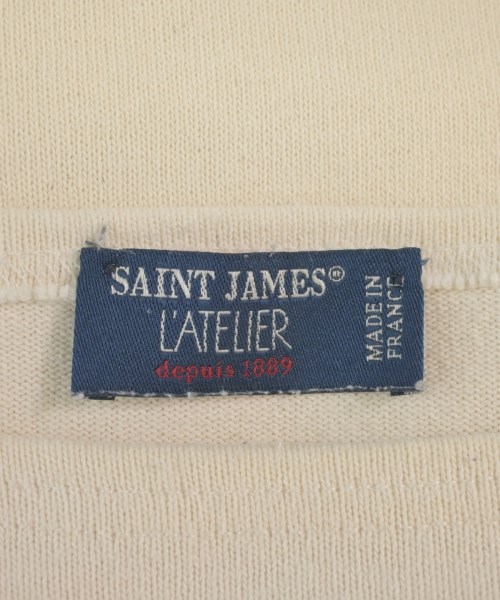 SAINT JAMES®
L'ATELIER
depuis 1889
MADE IN
FRANCE